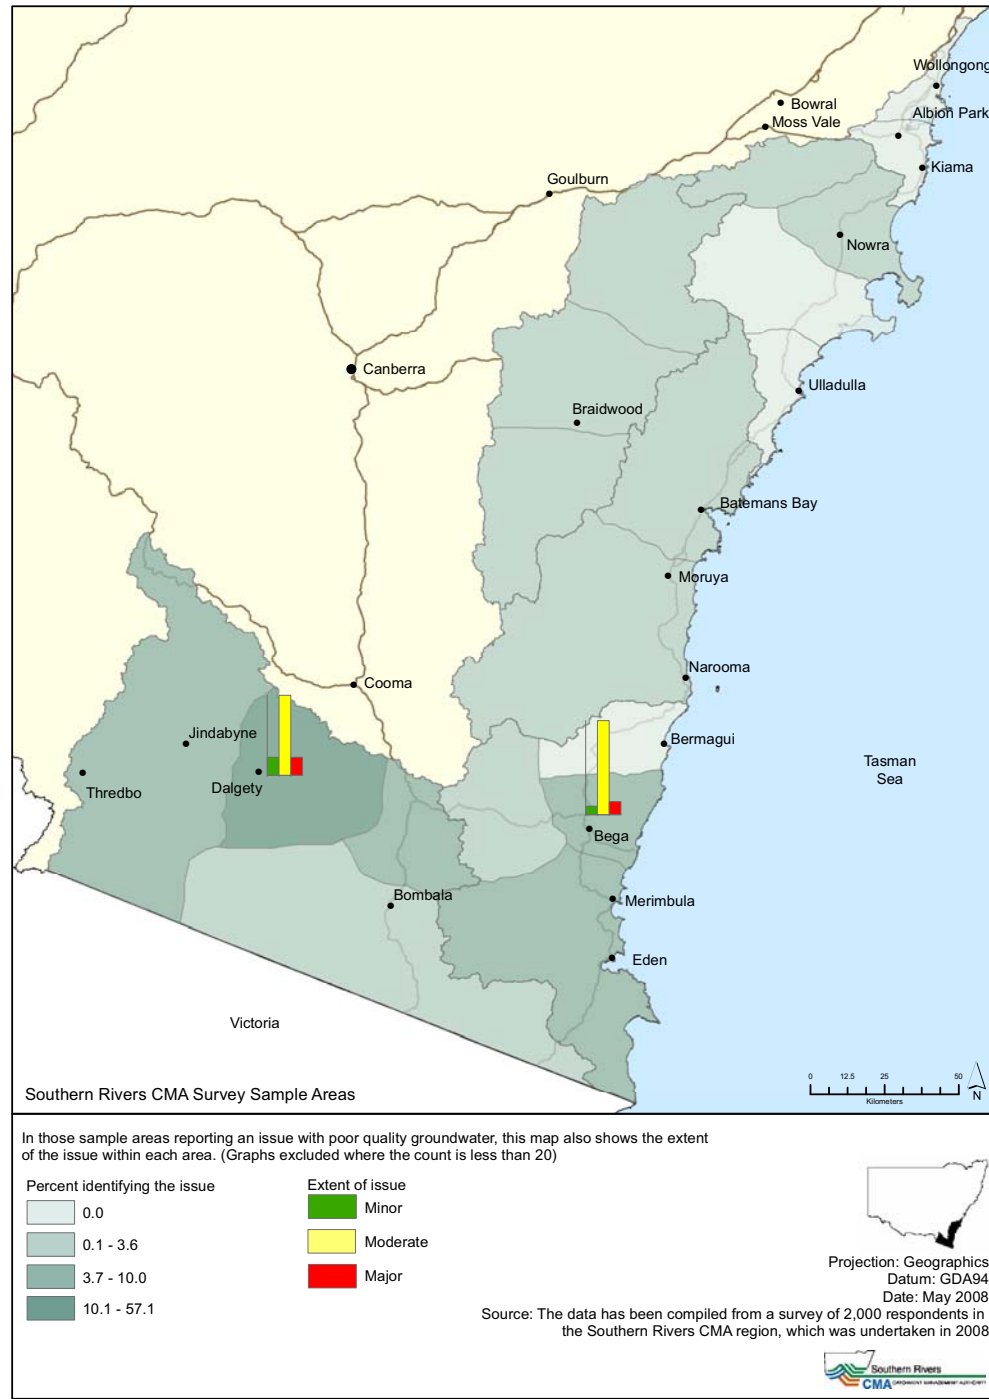 Wollongong
Bowral
Albion Park
Moss Vale
Kiama
Goulburn
Nowra
Canberra
Ulladulla
Braidwood
Batemans Bay
Moruya
Narooma
Cooma
Jindabyne
Bermagui
Tasman
Sea
Dalgety
Thredbo
Bega
Bombala
Merimbula
Eden
Victoria
0 12.5 25 50
Kilometers
N
Southern Rivers CMA Survey Sample Areas
In those sample areas reporting an issue with poor quality groundwater, this map also shows the extent
of the issue within each area. (Graphs excluded where the count is less than 20)
Percent identifying the issue
0.0
0.1 - 3.6
3.7 - 10.0
10.1 - 57.1
Extent of issue
Minor
Moderate
Major
Projection: Geographics
Datum: GDA94
Date: May 2008
Source: The data has been compiled from a survey of 2,000 respondents in
the Southern Rivers CMA region, which was undertaken in 2008
Southern Rivers
CMA CATCHMENT MANAGEMENT AUTHORITY